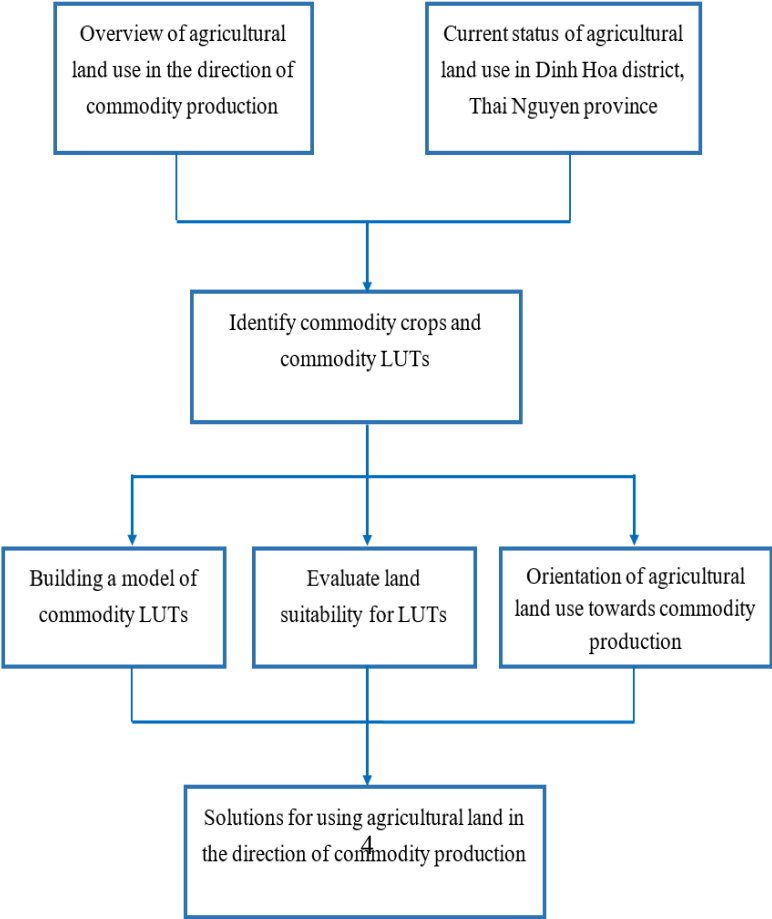 Overview of agricultural
land use in the direction of
commodity production
Current status of agricultural
land use in Dinh Hoa district,
Thai Nguyen province
Identify commodity crops and
commodity LUTs
Building a model of
commodity LUTs
Evaluate land
suitability for LUTs
Orientation of agricultural
land use towards commodity
production
Solutions for using agricultural land in
4
the direction of commodity production